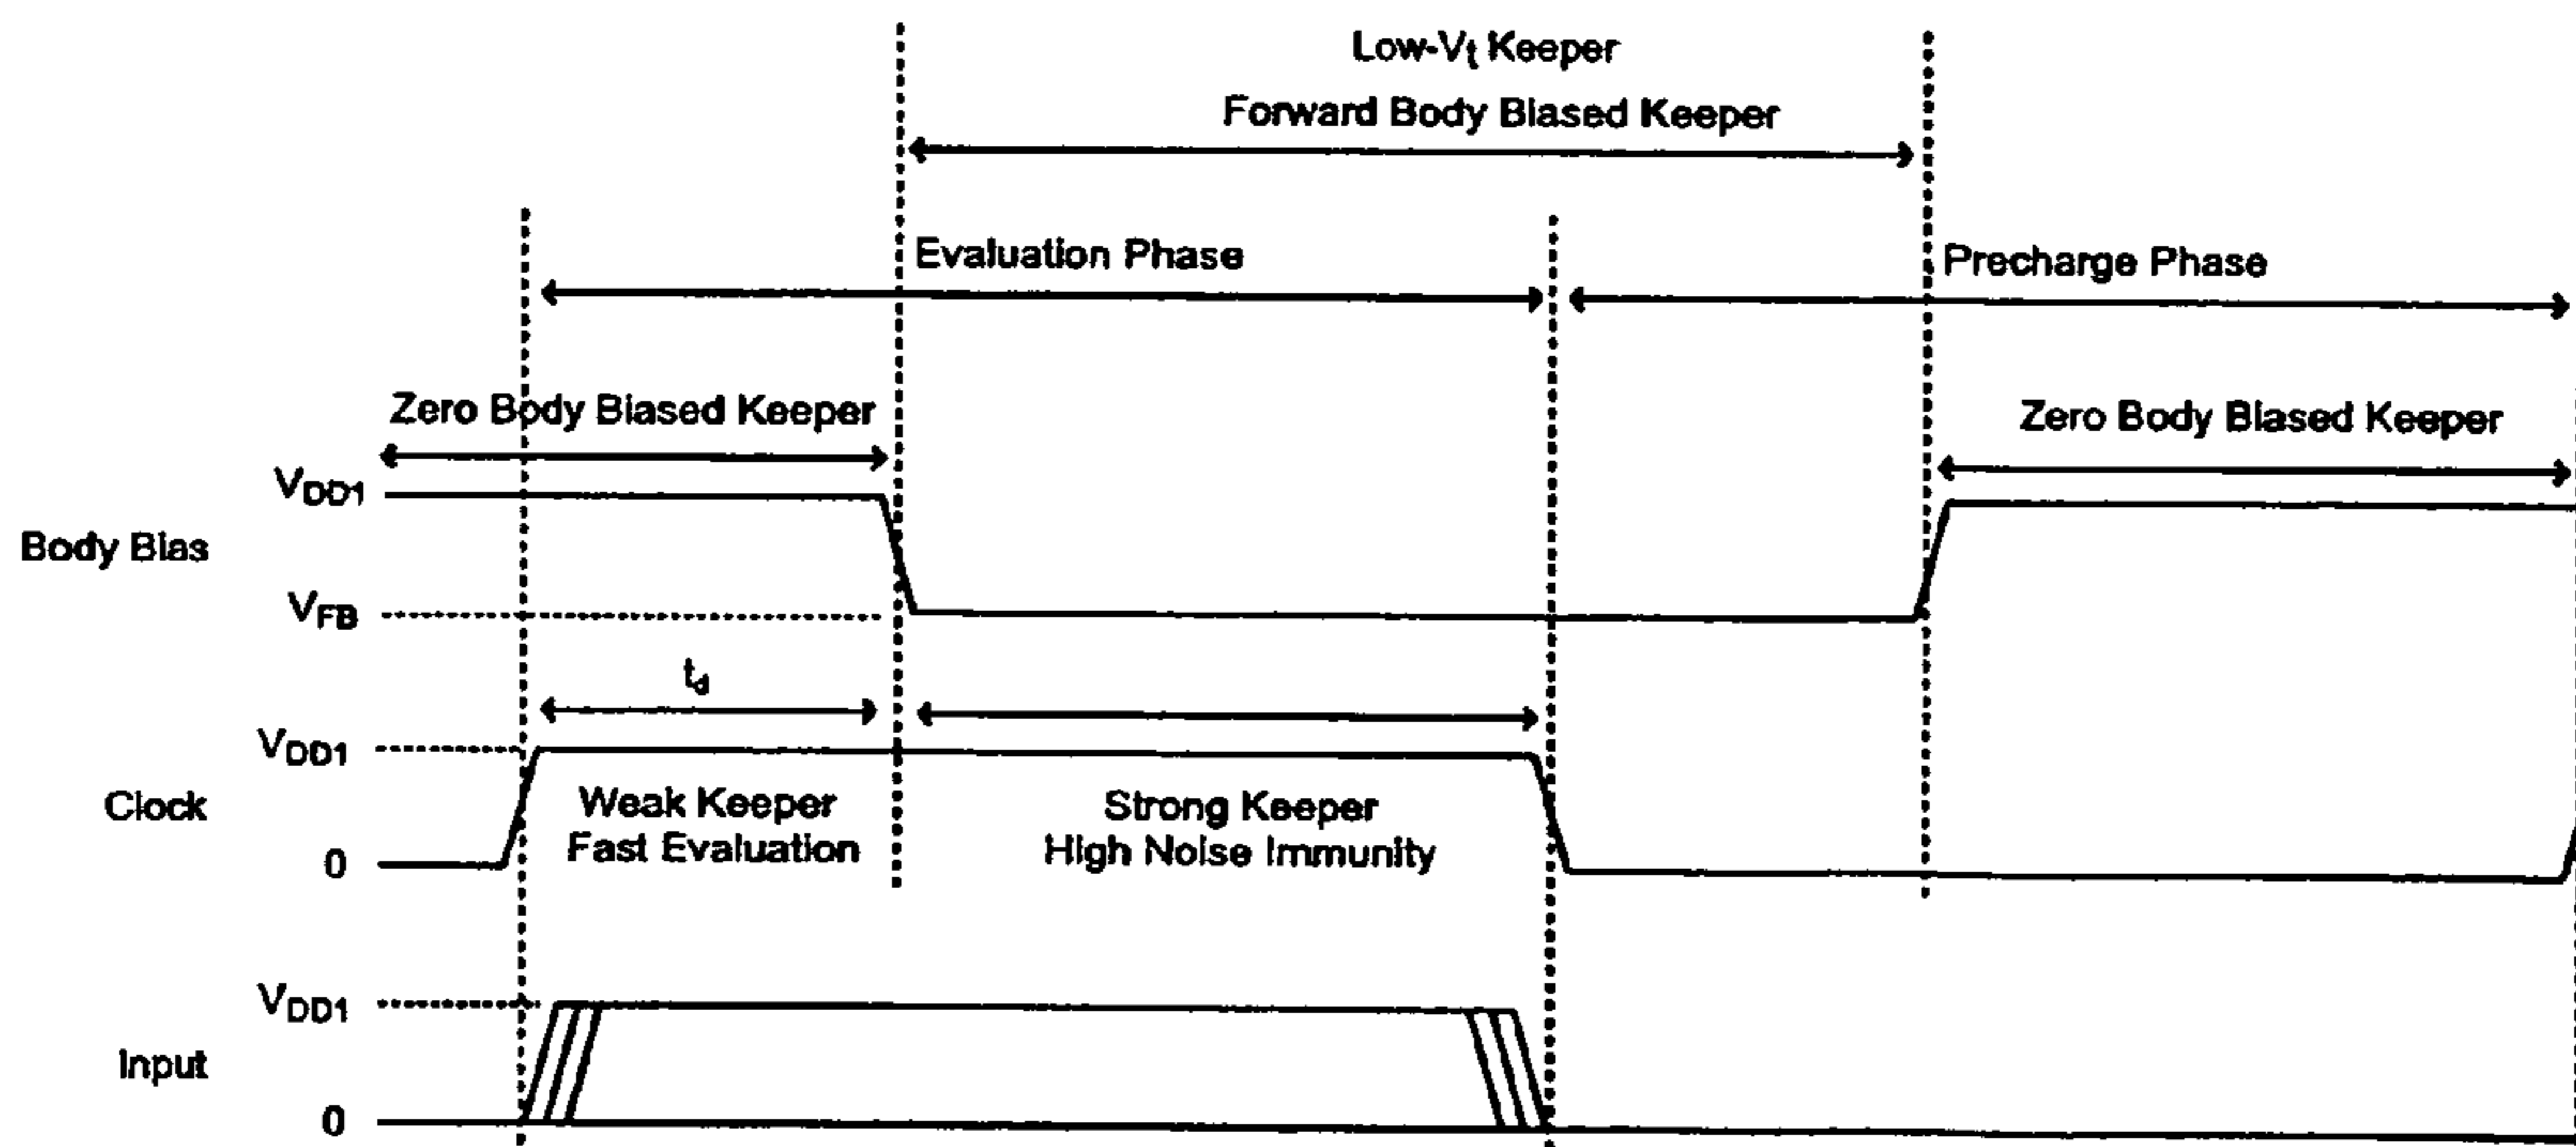 Low-Vt Keeper
Forward Body Biased Keeper
Evaluation Phase
Precharge Phase
Zero Body Biased Keeper
Zero Body Biased Keeper
VDD1
Body Bias
VFB
td
VDD1
Clock
Weak Keeper
Fast Evaluation
Strong Keeper
High Noise Immunity
0
VDD1
Input
0